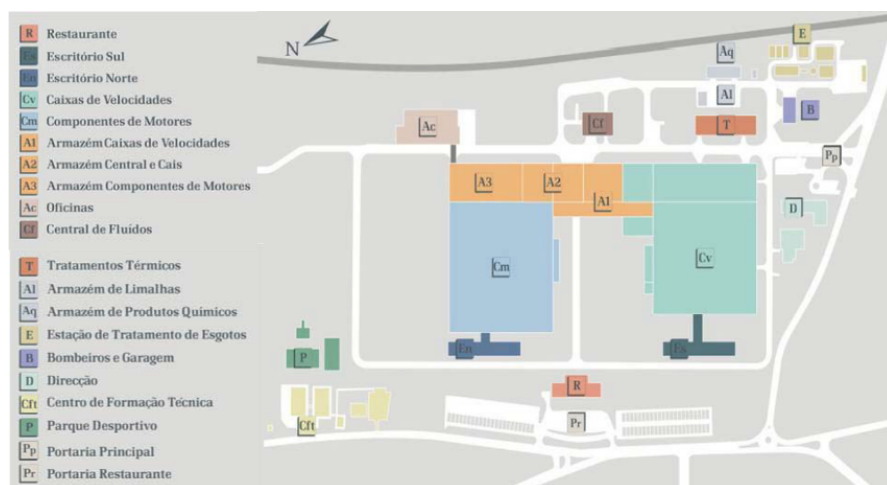 R Restaurante
Es Escritório Sul
En Escritório Norte
Cv Caixas de Velocidades
Cm Componentes de Motores
A1 Armazém Caixas de Velocidades
A2 Armazém Central e Cais
A3 Armazém Componentes de Motores
Ac Oficinas
Cf Central de Fluídos
T Tratamentos Térmicos
Al Armazém de Limalhas
Aq Armazém de Produtos Químicos
E Estação de Tratamento de Esgotos
B Bombeiros e Garagem
D Direcção
Cft Centro de Formação Técnica
P Parque Desportivo
Pp Portaria Principal
Pr Portaria Restaurante
N
E
Aq
Al
B
Ac
Cf
T
Pp
A3
A2
A1
D
Cm
Cv
En
Es
P
R
Cft
Pr